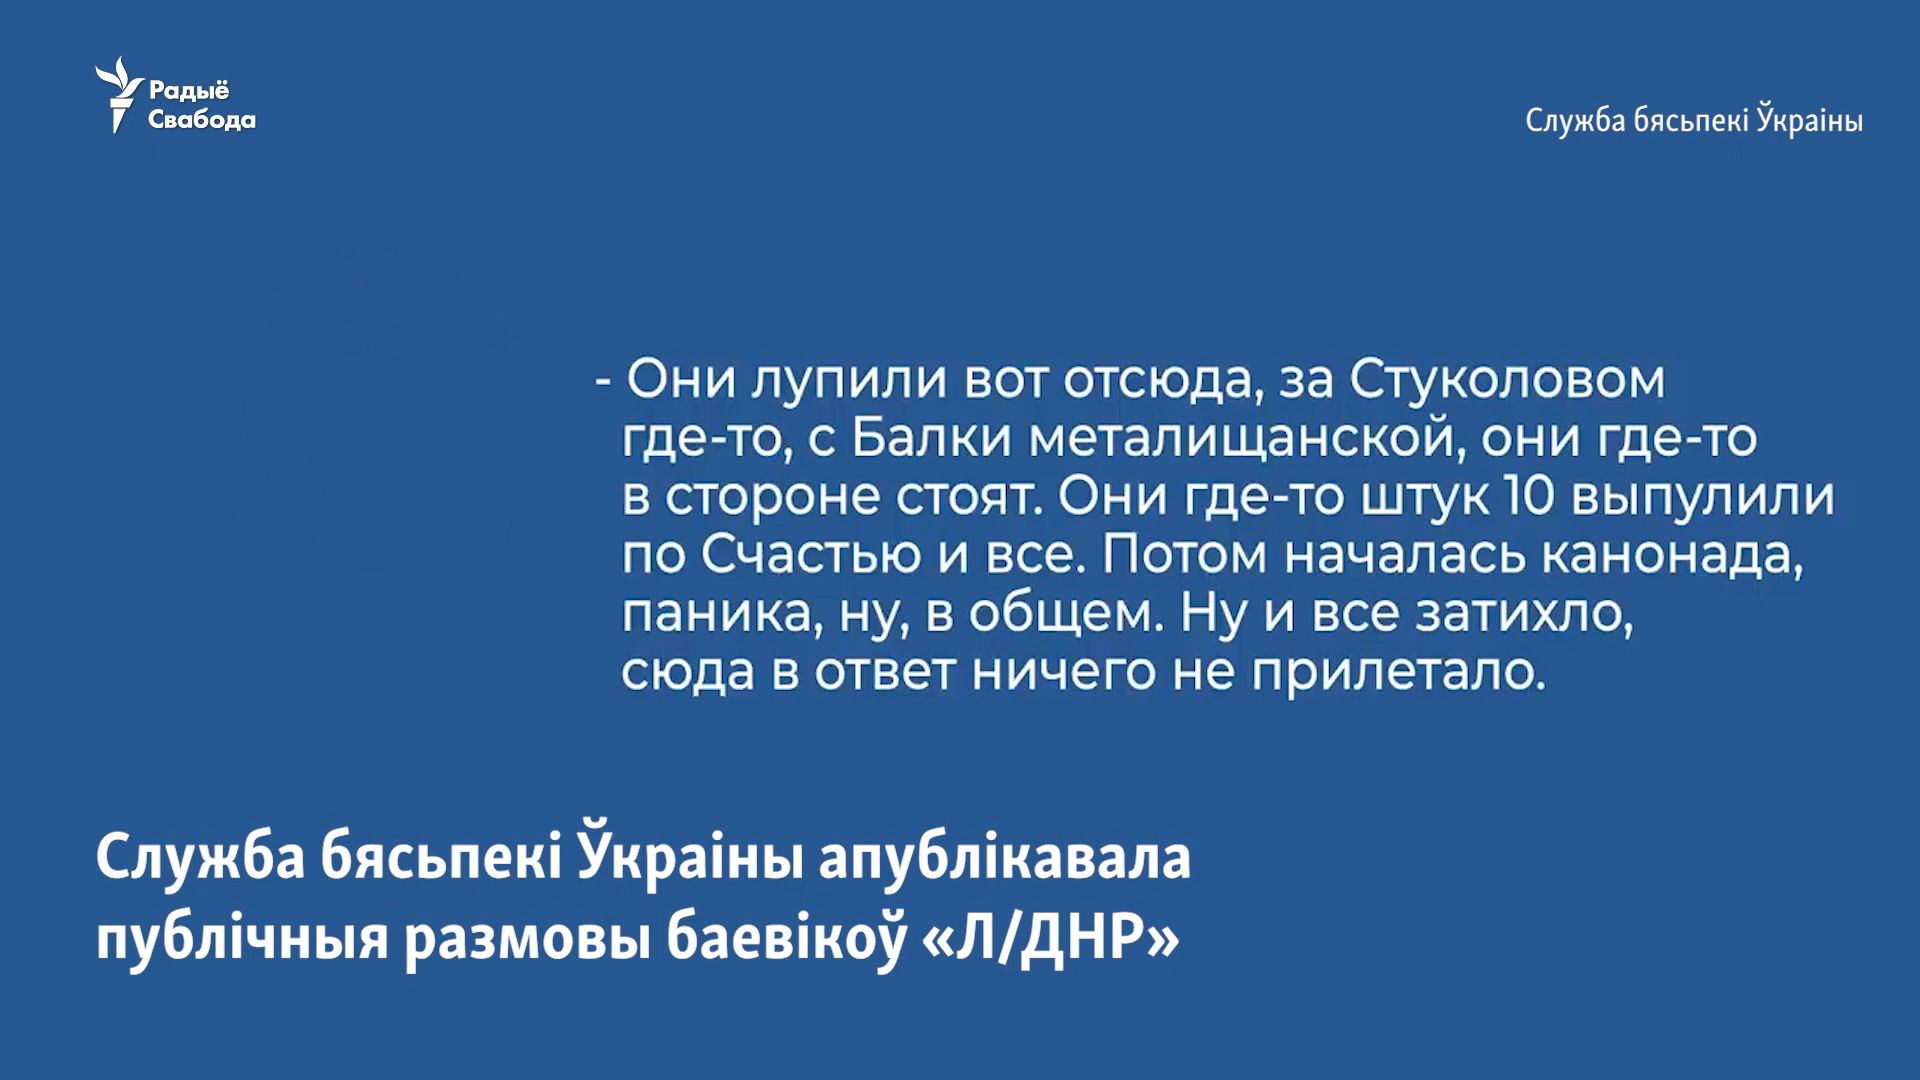 Радыё
Свабода
Служба бясьпекі Ўкраіны
- Они лупили вот отсюда, за Стуколовом
где-то, с Балки металищанской, они где-то
в стороне стоят. Они где-то штук 10 выпулили
по Счастью и все. Потом началась канонада,
паника, ну, в общем. Ну и все затихло,
сюда в ответ ничего не прилетало.
Служба бясьпекі Ўкраіны апублікавала
публічныя размовы баевікоў «Л/ДНР»